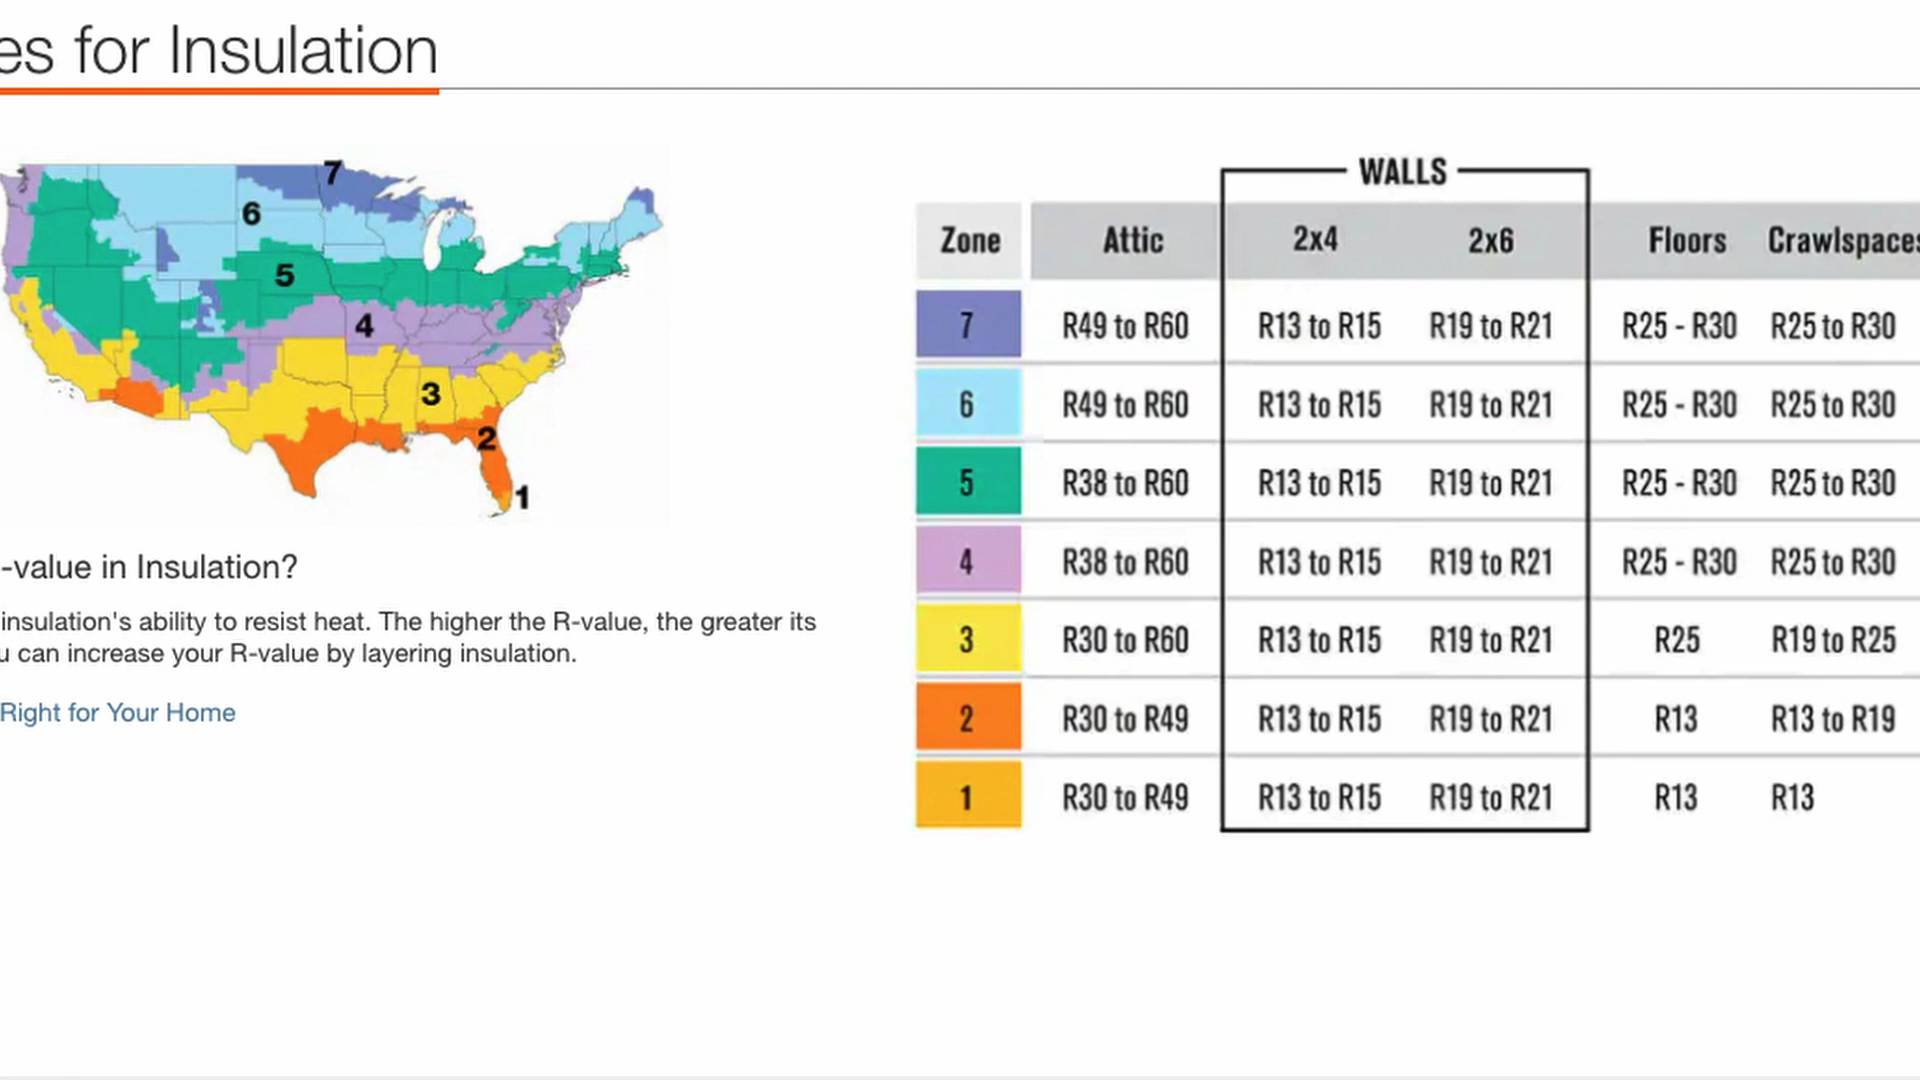 es for Insulation
7
6
5
4
3
2
1
-value in Insulation?
insulation's ability to resist heat. The higher the R-value, the greater its
u can increase your R-value by layering insulation.
Right for Your Home
WALLS
Zone Attic 2x4 2x6 Floors Crawlspaces
7 R49 to R60 R13 to R15 R19 to R21 R25 - R30 R25 to R30
6 R49 to R60 R13 to R15 R19 to R21 R25 - R30 R25 to R30
5 R38 to R60 R13 to R15 R19 to R21 R25 - R30 R25 to R30
4 R38 to R60 R13 to R15 R19 to R21 R25 - R30 R25 to R30
3 R30 to R60 R13 to R15 R19 to R21 R25 R19 to R25
2 R30 to R49 R13 to R15 R19 to R21 R13 R13 to R19
1 R30 to R49 R13 to R15 R19 to R21 R13 R13